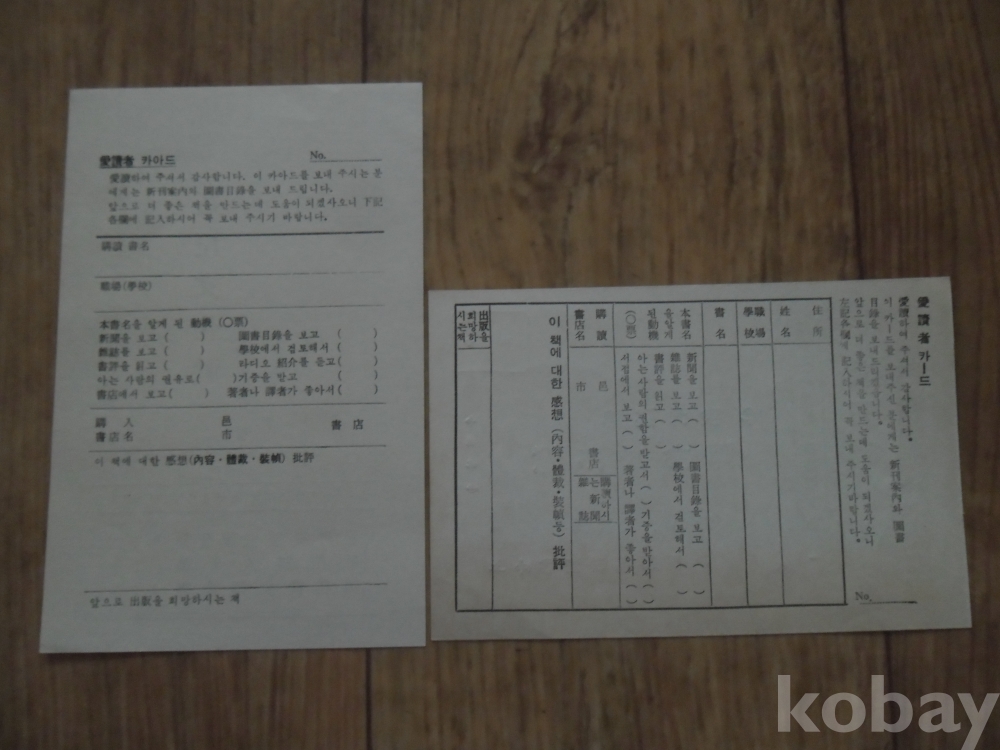 愛讀者 카아드
No.
愛讀하여 주셔서 감사합니다. 이 카아드를 보내 주시는 분
에게는 新刊案內와 圖書目錄을 보내 드립니다.
앞으로 더 좋은 책을 만드는데 도움이 되겠사오니 下記
各欄에 記入하시어 꼭 보내 주시기 바랍니다.
購讀 書名
職場(學校)
本書名을 알게 된 動機 (○票)
新聞을 보고 ( ) 圖書目錄을 보고 ( )
雜誌를 보고 ( ) 學校에서 검토해서 ( )
書評을 읽고 ( ) 라디오 紹介를 듣고( )
아는 사람의 권유로( ) 기증을 받고 ( )
書店에서 보고( ) 著者나 譯者가 좋아서( )
購 入 邑 書 店
書店名 市
이 책에 대한 感想(內容·體裁·裝幀) 批評
앞으로 出版을 희망하시는 책
愛讀者 카ー드
愛讀하여 주셔서 감사합니다.
이 카ー드를 보내주신 분에게는 新刊案內와 圖書
目錄을 보내드리겠습니다.
앞으로 더 좋은 책을 만드는데 도움이 되겠사오니
左記各欄에 記入하시어 꼭 보내 주시기바랍니다.
No.
住 所
姓 名
職場
學校
書 名
本書名
을알게
된動機
(○票)
新聞을 보고 ( ) 圖書目錄을 보고 ( )
雜誌를 보고 ( ) 學校에서 검토해서 ( )
書評을 읽고 ( )
아는사람의 권함을받고서 ( ) 기증을받아서 ( )
서점에서 보고 ( ) 著者나 譯者가 좋아서 ( )
購 讀
書店名
邑
市
書店
購讀하시
는 新聞
이 책에 대한 感想 (內容·體裁·裝幀等) 批評
出版을
희망하
시는책
kobay